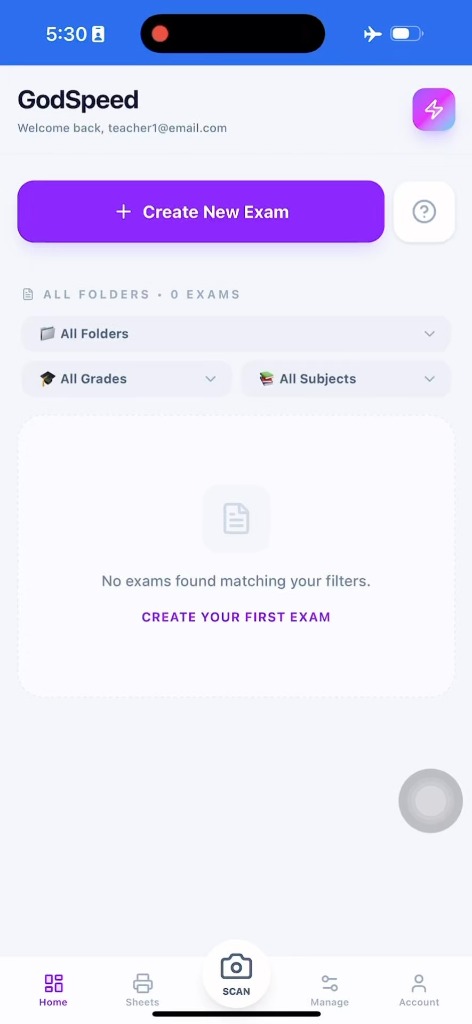 5:30
GodSpeed
Welcome back, teacher1@email.com
+ Create New Exam
ALL FOLDERS • 0 EXAMS
All Folders
All Grades
All Subjects
No exams found matching your filters.
CREATE YOUR FIRST EXAM
SCAN
Home
Sheets
Manage
Account